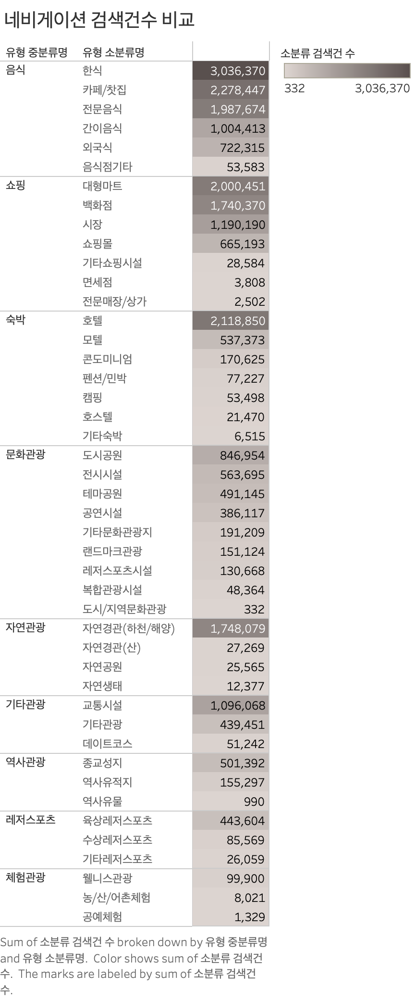 네비게이션 검색건수 비교
유형 중분류명 유형 소분류명
소분류 검색건 수
332 3,036,370
음식 한식 3,036,370
카페/찻집 2,278,447
전문음식 1,987,674
간이음식 1,004,413
외국식 722,315
음식점기타 53,583
쇼핑 대형마트 2,000,451
백화점 1,740,370
시장 1,190,190
쇼핑몰 665,193
기타쇼핑시설 28,584
면세점 3,808
전문매장/상가 2,502
숙박 호텔 2,118,850
모텔 537,373
콘도미니엄 170,625
펜션/민박 77,227
캠핑 53,498
호스텔 21,470
기타숙박 6,515
문화관광 도시공원 846,954
전시시설 563,695
테마공원 491,145
공연시설 386,117
기타문화관광지 191,209
랜드마크관광 151,124
레저스포츠시설 130,668
복합관광시설 48,364
도시/지역문화관광 332
자연관광 자연경관(하천/해양) 1,748,079
자연경관(산) 27,269
자연공원 25,565
자연생태 12,377
기타관광 교통시설 1,096,068
기타관광 439,451
데이트코스 51,242
역사관광 종교성지 501,392
역사유적지 155,297
역사유물 990
레저스포츠 육상레저스포츠 443,604
수상레저스포츠 85,569
기타레저스포츠 26,059
체험관광 웰니스관광 99,900
농/산/어촌체험 8,021
공예체험 1,329
Sum of 소분류 검색건 수 broken down by 유형 중분류명
and 유형 소분류명. Color shows sum of 소분류 검색건
수. The marks are labeled by sum of 소분류 검색건
수.